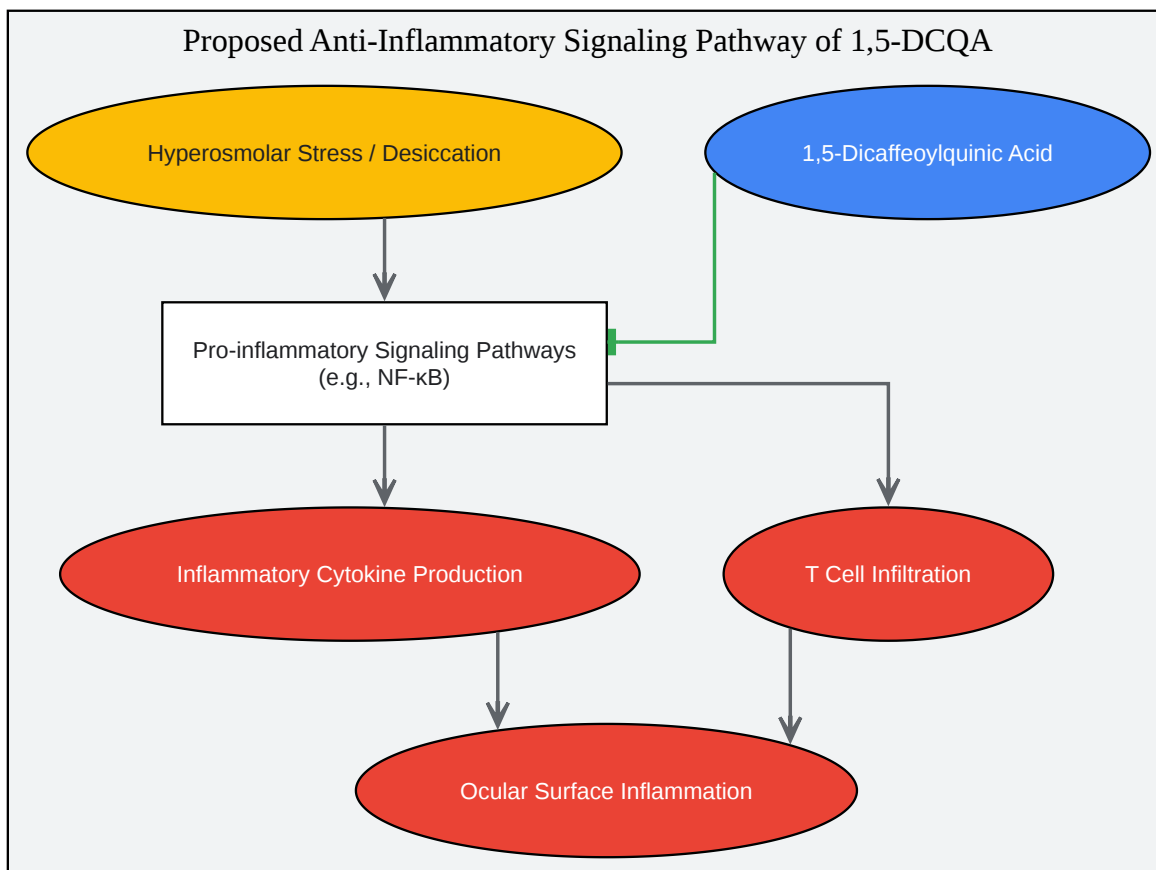 Proposed Anti-Inflammatory Signaling Pathway of 1,5-DCQA
Hyperosmolar Stress / Desiccation
1,5-Dicaffeoylquinic Acid
Pro-inflammatory Signaling Pathways
(e.g., NF-κB)
Inflammatory Cytokine Production
T Cell Infiltration
Ocular Surface Inflammation